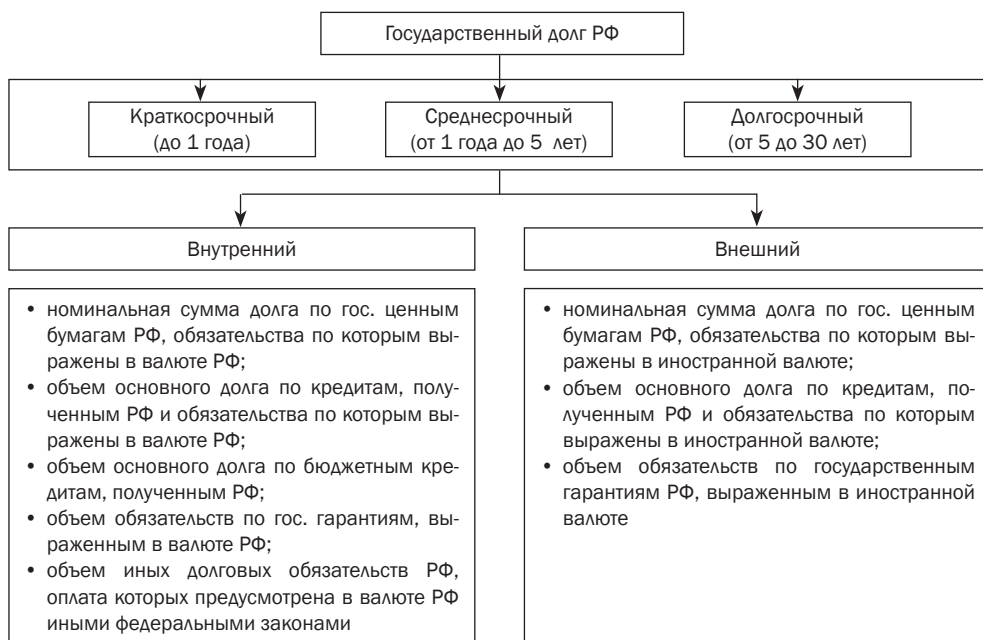 Государственный долг РФ
Краткосрочный
(до 1 года)
Среднесрочный
(от 1 года до 5 лет)
Долгосрочный
(от 5 до 30 лет)
Внутренний
Внешний
• номинальная сумма долга по гос. ценным
бумагам РФ, обязательства по которым вы-
ражены в валюте РФ;
• объем основного долга по кредитам, полу-
ченным РФ и обязательства по которым вы-
ражены в валюте РФ;
• объем основного долга по бюджетным кре-
дитам, полученным РФ;
• объем обязательств по гос. гарантиям, вы-
раженным в валюте РФ;
• объем иных долговых обязательств РФ,
оплата которых предусмотрена в валюте РФ
иными федеральными законами
• номинальная сумма долга по гос. ценным
бумагам РФ, обязательства по которым вы-
ражены в иностранной валюте;
• объем основного долга по кредитам, по-
лученным РФ и обязательства по которым
выражены в иностранной валюте;
• объем обязательств по государственным
гарантиям РФ, выраженным в иностранной
валюте